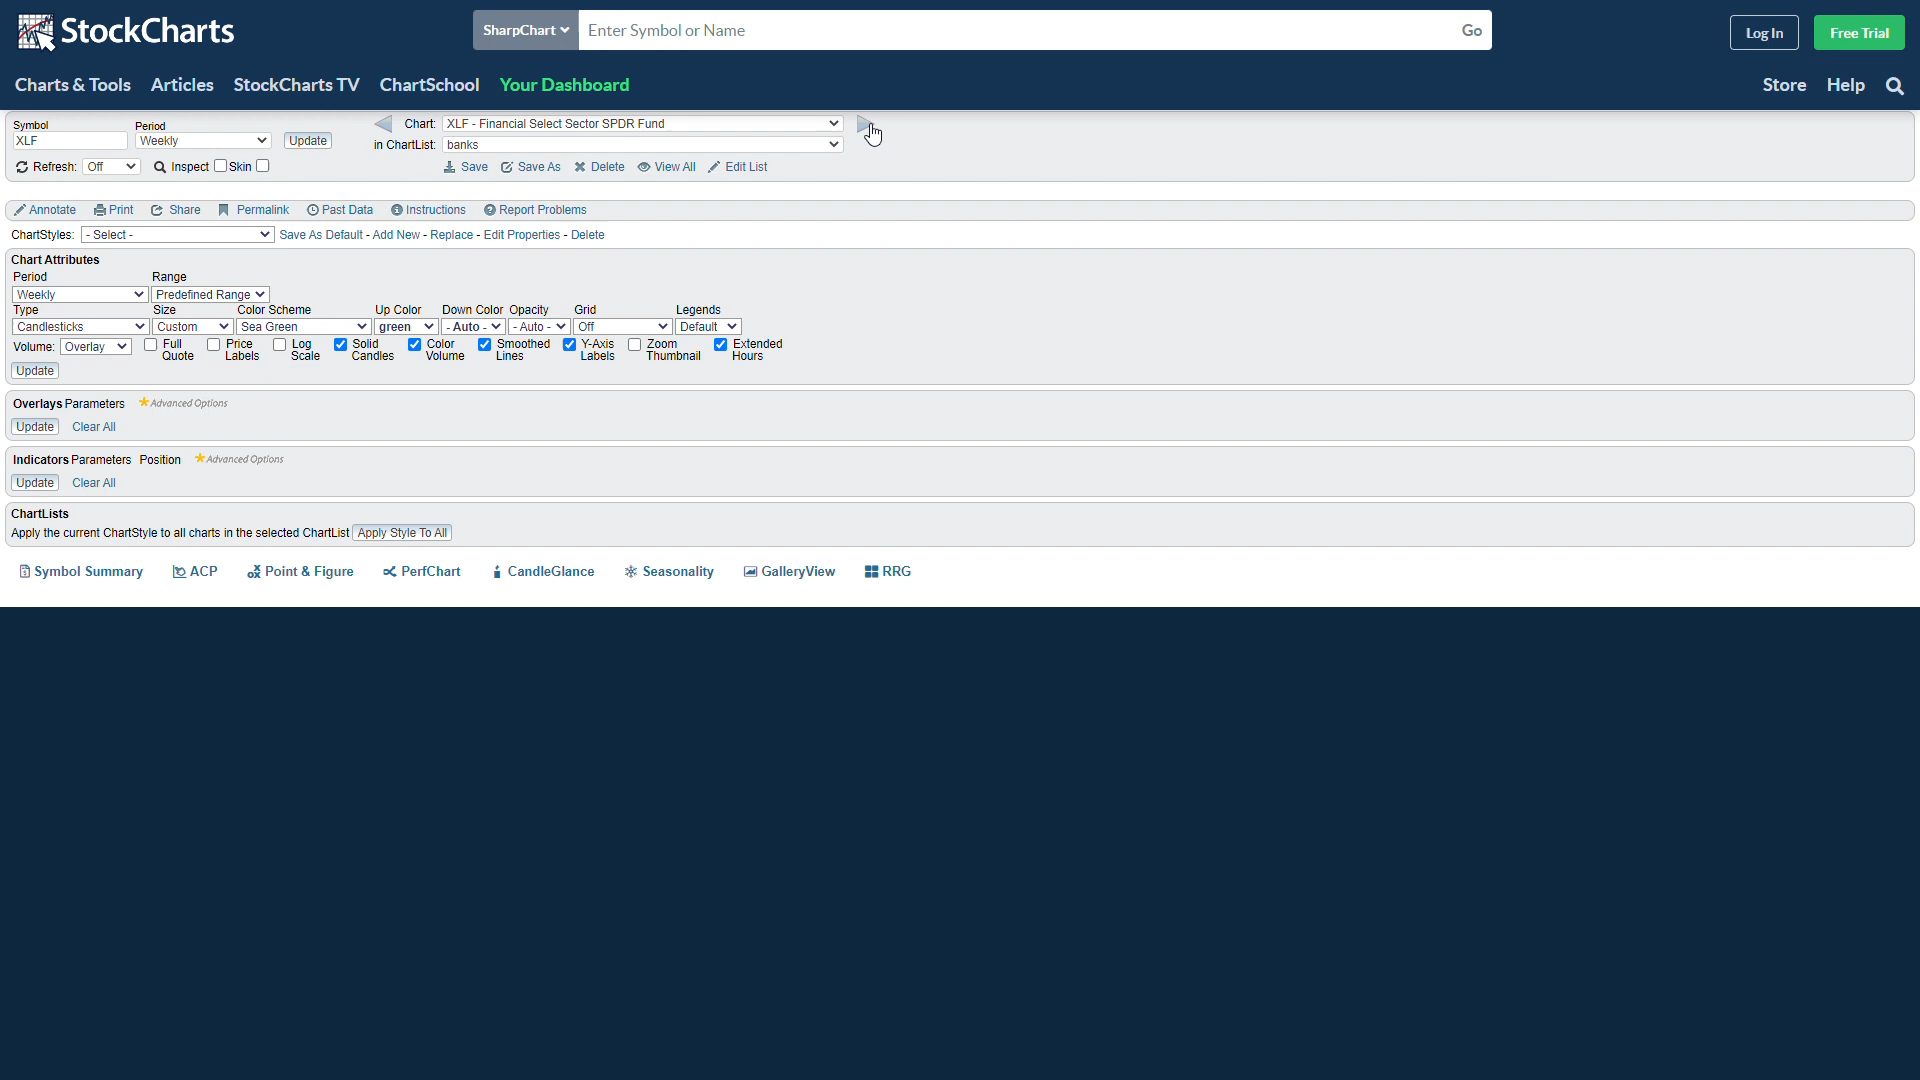 StockCharts SharpChart Enter Symbol or Name Go Log In Free Trial
Charts & Tools Articles StockCharts TV ChartSchool Your Dashboard Store Help
Symbol Period Chart: XLF - Financial Select Sector SPDR Fund
XLF Weekly Update in ChartList: banks
Refresh: Off Inspect Skin Save Save As Delete View All Edit List
Annotate Print Share Permalink Past Data Instructions Report Problems
ChartStyles: - Select - Save As Default - Add New - Replace - Edit Properties - Delete
Chart Attributes
Period Range
Weekly Predefined Range
Type Size Color Scheme Up Color Down Color Opacity Grid Legends
Candlesticks Custom Sea Green green - Auto - - Auto - Off Default
Volume: Overlay Full Quote Price Labels Log Scale Solid Candles Color Volume Smoothed Lines Y-Axis Labels Zoom Thumbnail Extended Hours
Update
Overlays Parameters Advanced Options
Update Clear All
Indicators Parameters Position Advanced Options
Update Clear All
ChartLists
Apply the current ChartStyle to all charts in the selected ChartList Apply Style To All
Symbol Summary ACP Point & Figure PerfChart CandleGlance Seasonality GalleryView RRG